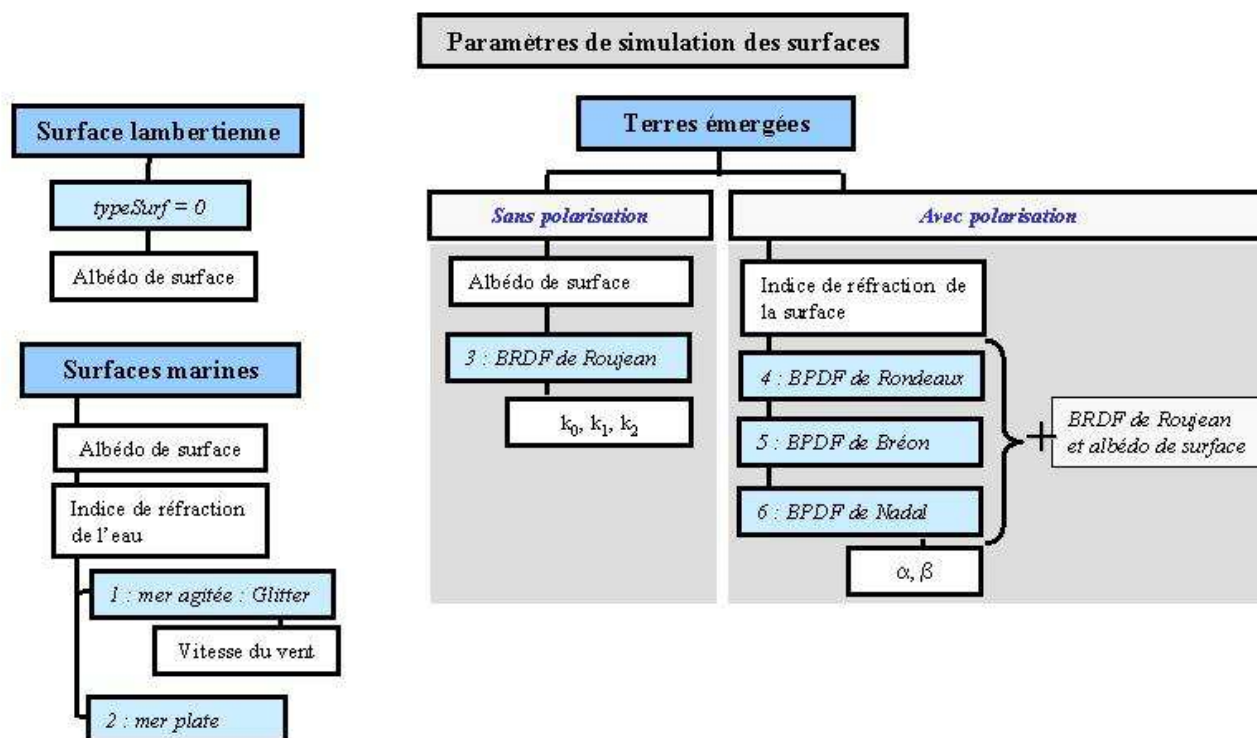 Paramètres de simulation des surfaces
Surface lambertienne
typeSurf = 0
Albédo de surface
Surfaces marines
Albédo de surface
Indice de réfraction
de l'eau
1 : mer agitée : Glitter
Vitesse du vent
2 : mer plate
Terres émergées
Sans polarisation
Albédo de surface
3 : BRDF de Roujean
k0, k1, k2
Avec polarisation
Indice de réfraction de
la surface
4 : BPDF de Rondeaux
5 : BPDF de Bréon
6 : BPDF de Nadal
α, β
+
BRDF de Roujean
et albédo de surface